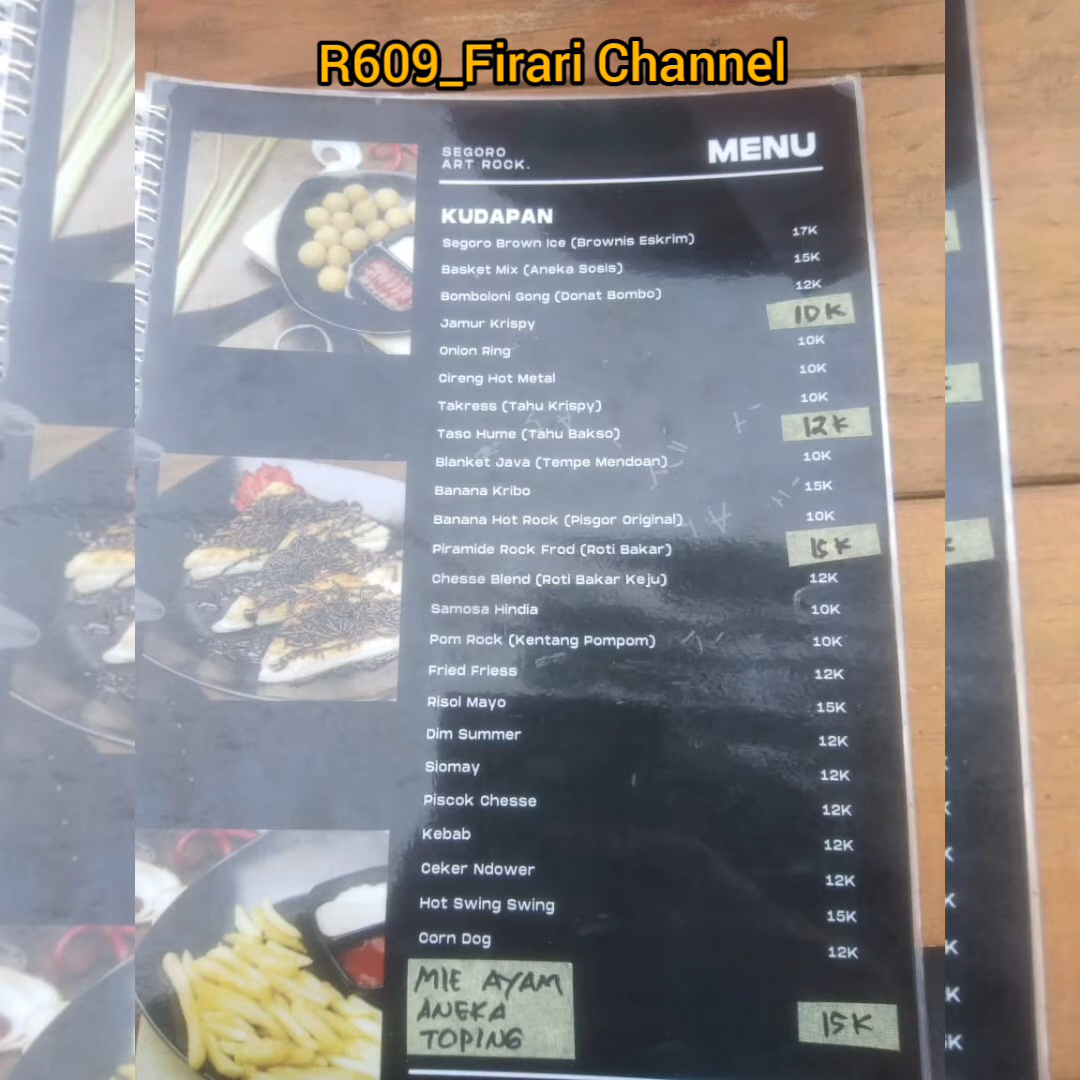 R609_Firari Channel
SEGORO
ART ROCK.
MENU
KUDAPAN
Segoro Brown ice (Brownis Eskrim) 17K
Basket Mix (Aneka Sosis) 15K
Bomboloni Gong (Donat Bombo) 12K
Jamur Krispy 10K
Onion Ring 10K
Cireng Hot Metal 10K
Takress (Tahu Krispy) 10K
Taso Hume (Tahu Bakso) 12K
Blanket Java (Tempe Mendoan) 10K
Banana Kribo 15K
Banana Hot Rock (Pisgor Original) 10K
Piramide Rock Frod (Roti Bakar) 15K
Chesse Blend (Roti Bakar Keju) 12K
Samosa Hindia 10K
Pom Rock (Kentang Pompom) 10K
Fried Friess 12K
Risol Mayo 15K
Dim Summer 12K
Siomay 12K
Piscok Chesse 12K
Kebab 12K
Ceker Ndower 12K
Hot Swing Swing 15K
Corn Dog 12K
MIE AYAM
ANEKA
TOPING 15K